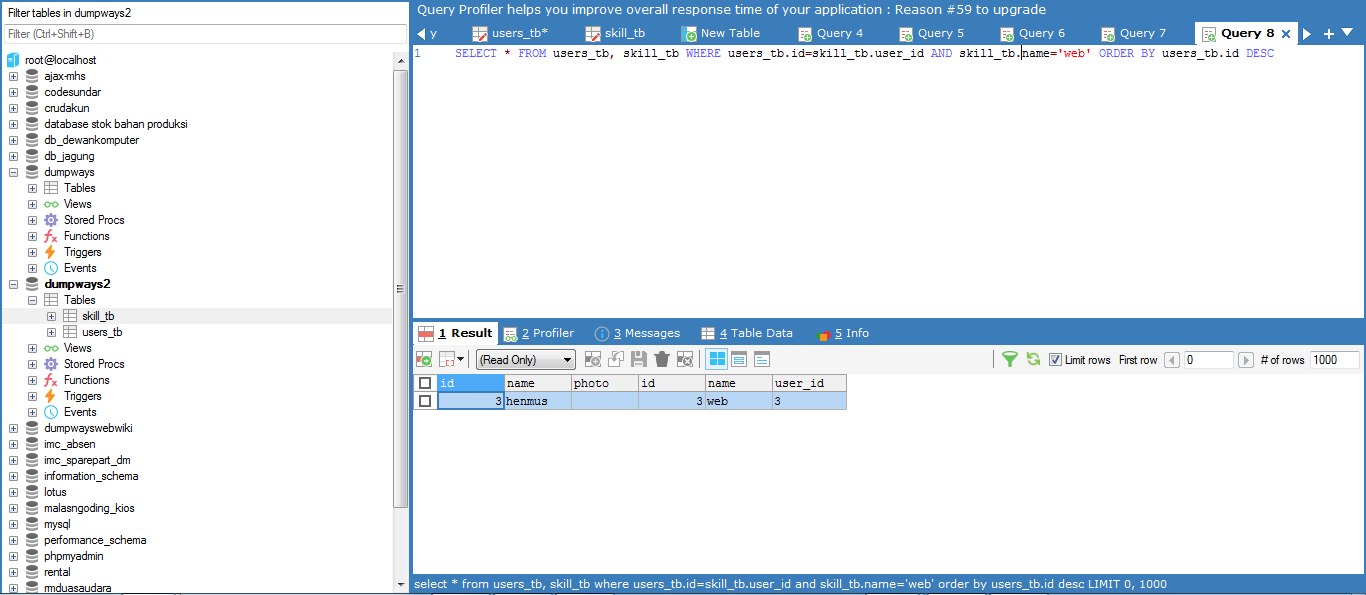 Filter tables in dumpways2
Filter (Ctrl+Shift+B)
root@localhost
ajax-mhs
codesundar
crudakun
database stok bahan produksi
db_dewankomputer
db_jagung
dumpways
Tables
Views
Stored Procs
Functions
Triggers
Events
dumpways2
Tables
skill_tb
users_tb
Views
Stored Procs
Functions
Triggers
Events
dumpwayswebwiki
imc_absen
imc_sparepart_dm
information_schema
lotus
malasngoding_kios
mysql
performance_schema
phpmyadmin
rental
mduasaudara
Query Profiler helps you improve overall response time of your application : Reason #59 to upgrade
y users_tb* skill_tb New Table Query 4 Query 5 Query 6 Query 7 Query 8
1 SELECT * FROM users_tb, skill_tb WHERE users_tb.id=skill_tb.user_id AND skill_tb.name='web' ORDER BY users_tb.id DESC
1 Result 2 Profiler 3 Messages 4 Table Data 5 Info
(Read Only) Limit rows First row 0 # of rows 1000
id name photo id name user_id
3 henmus 3 web 3
select * from users_tb, skill_tb where users_tb.id=skill_tb.user_id and skill_tb.name='web' order by users_tb.id desc LIMIT 0, 1000